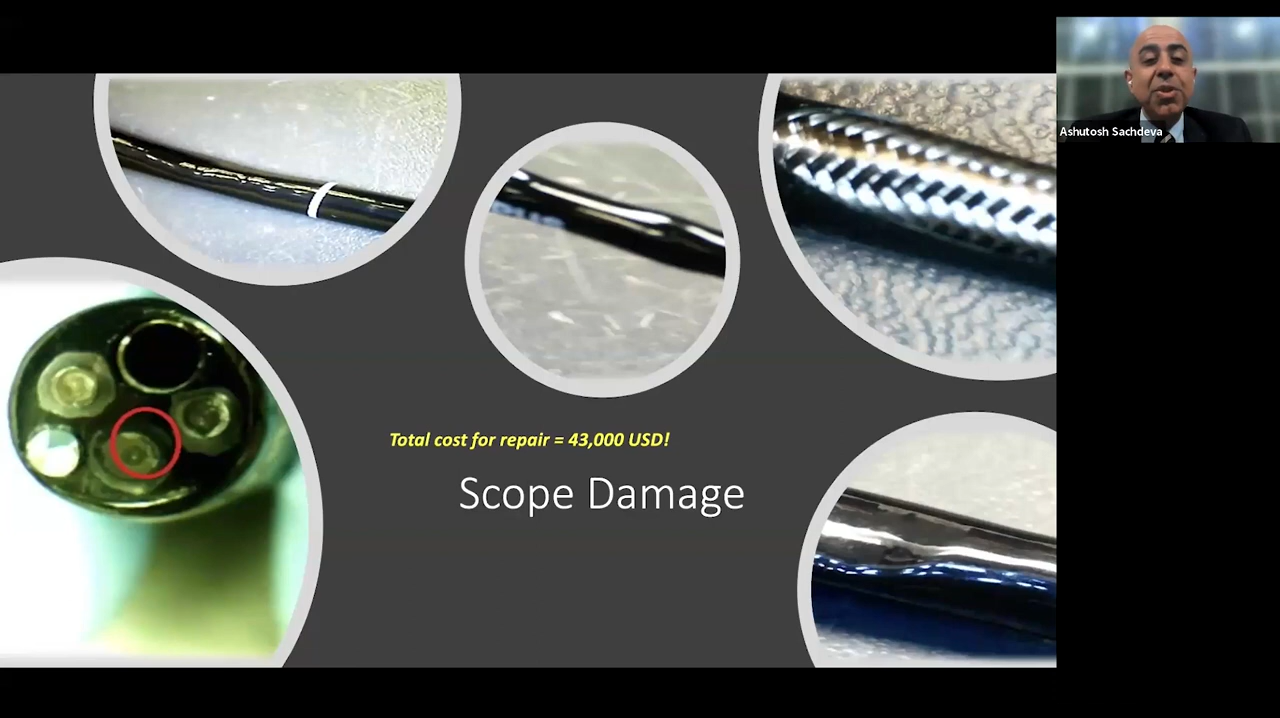 Ashutosh Sachdeva
Total cost for repair = 43,000 USD!
Scope Damage